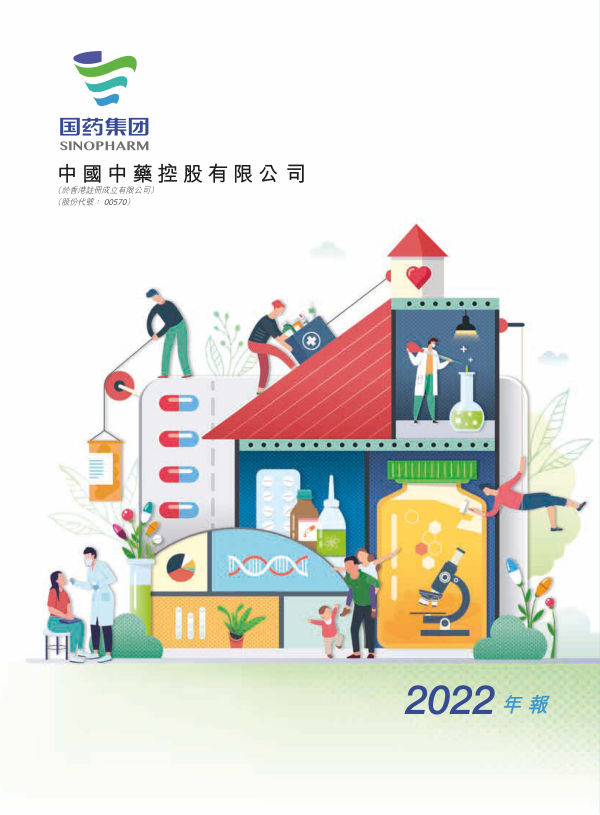 国药集团
SINOPHARM
中國中藥控股有限公司
(於香港註冊成立有限公司)
(股份代號：00570)
2022 年報